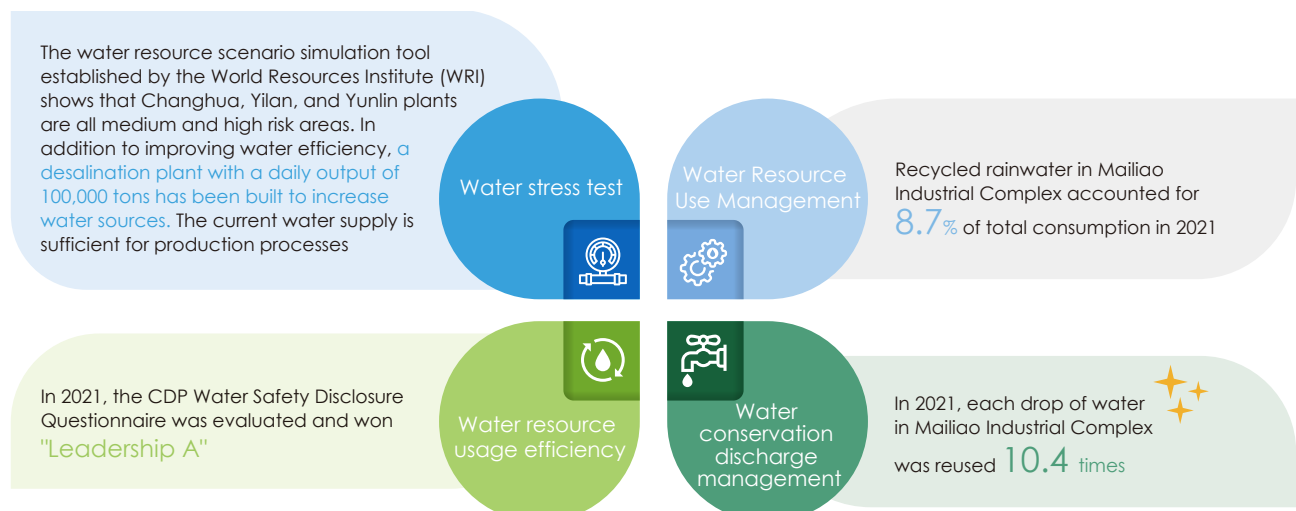 The water resource scenario simulation tool
established by the World Resources Institute (WRI)
shows that Changhua, Yilan, and Yunlin plants
are all medium and high risk areas. In
addition to improving water efficiency, a
desalination plant with a daily output of
100,000 tons has been built to increase
water sources. The current water supply is
sufficient for production processes
Water stress test
Water Resource
Use Management
Recycled rainwater in Mailiao
Industrial Complex accounted for
8.7% of total consumption in 2021
In 2021, the CDP Water Safety Disclosure
Questionnaire was evaluated and won
"Leadership A"
Water resource
usage efficiency
Water
conservation
discharge
management
In 2021, each drop of water
in Mailiao Industrial Complex
was reused 10.4 times